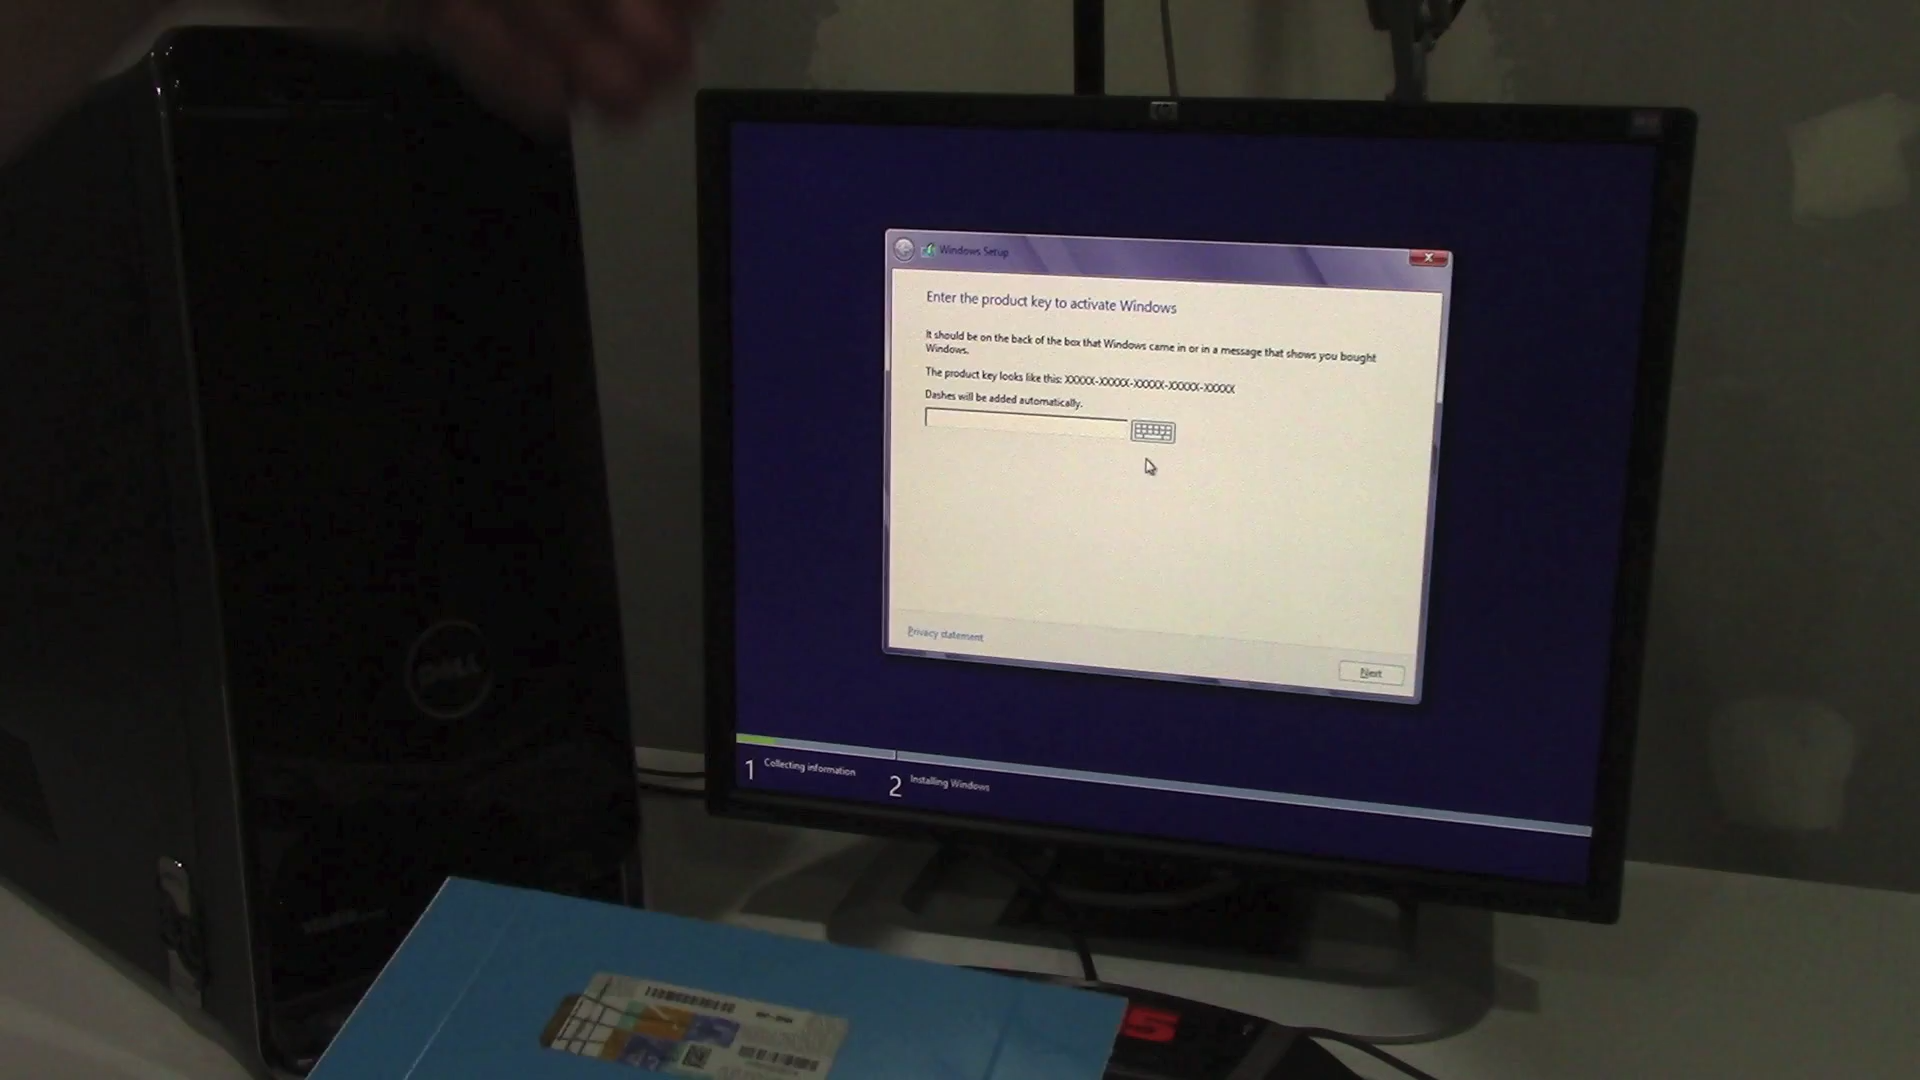 hp
Windows Setup
Enter the product key to activate Windows
It should be on the back of the box that Windows came in or in a message that shows you bought
Windows.
The product key looks like this: XXXXX-XXXXX-XXXXX-XXXXX-XXXXX
Dashes will be added automatically.
Privacy statement
Next
1 Collecting information
2 Installing Windows
DELL